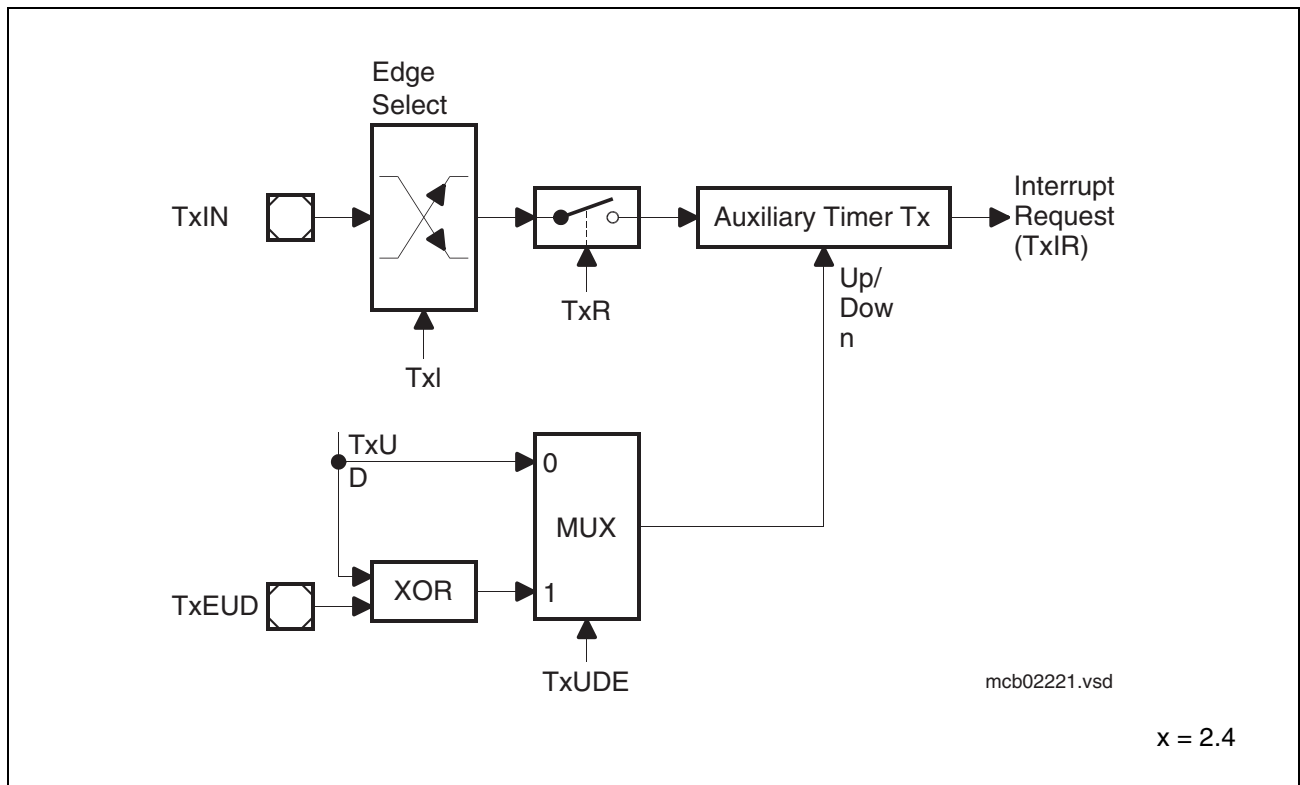 Edge
Select
TxIN
Auxiliary Timer Tx
Interrupt
Request
(TxIR)
TxR
Up/
Dow
n
TxI
TxU
D
0
MUX
XOR
1
TxEUD
TxUDE
mcb02221.vsd
x = 2.4